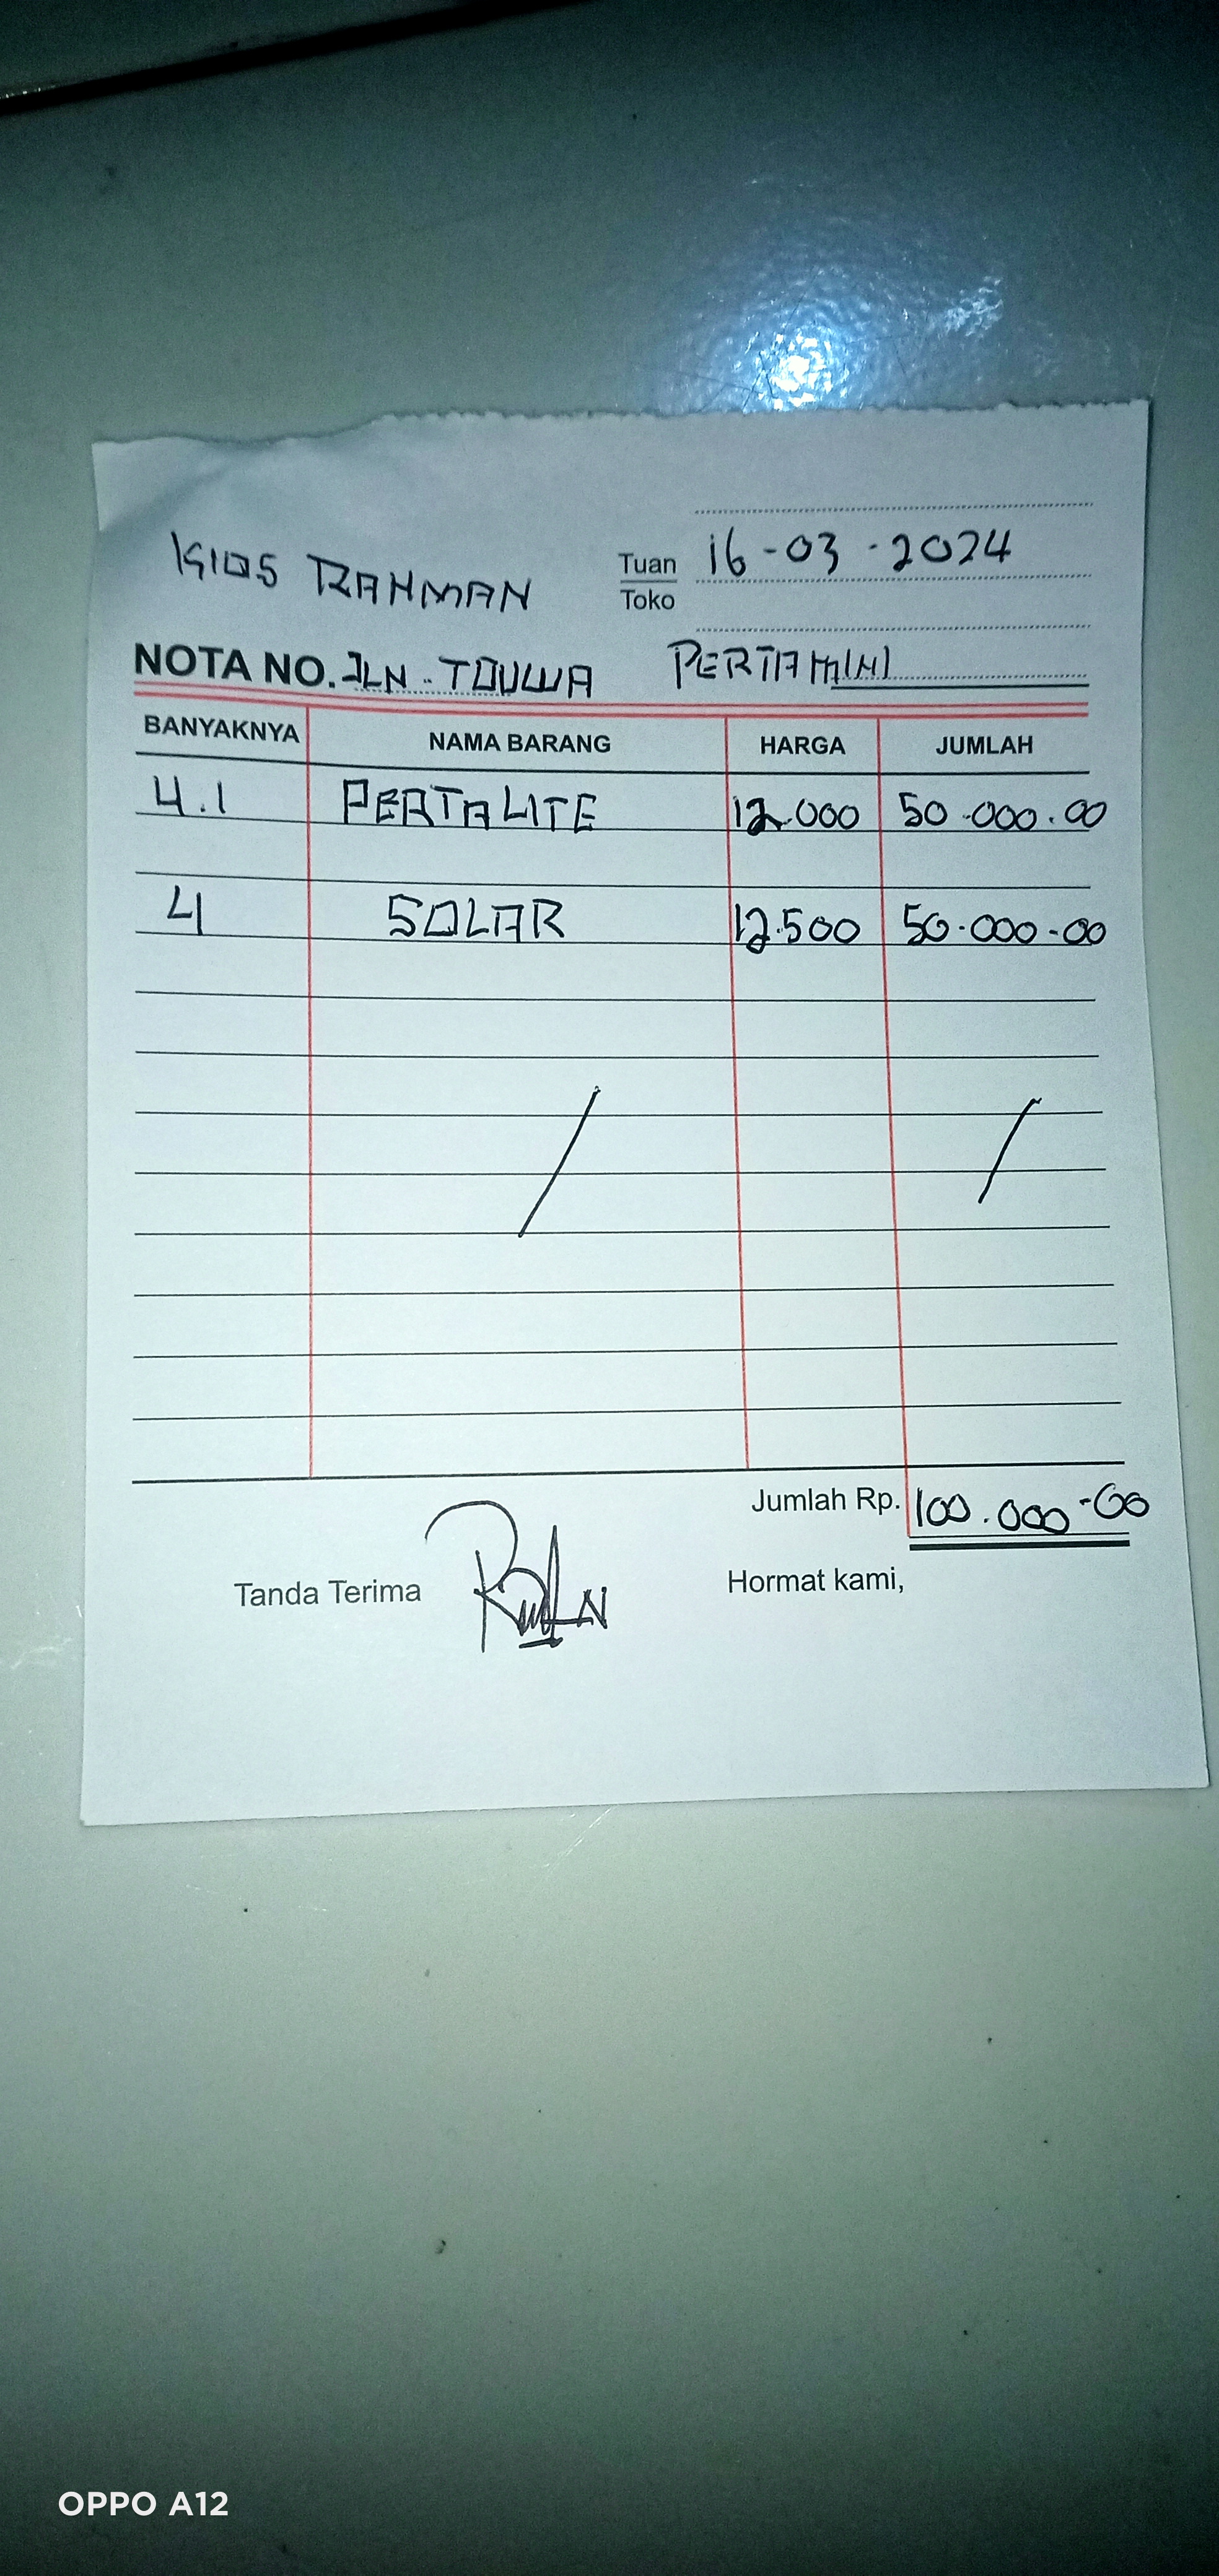 KIOS RAHMAN
Tuan 16-03-2024
Toko
NOTA NO. JLN. TOUWA PERTAMINI
BANYAKNYA NAMA BARANG HARGA JUMLAH
4.1 PERTALITE 12.000 50.000.00
4 SOLAR 12.500 50.000-00
Jumlah Rp. 100.000-00
Tanda Terima Hormat kami,
OPPO A12